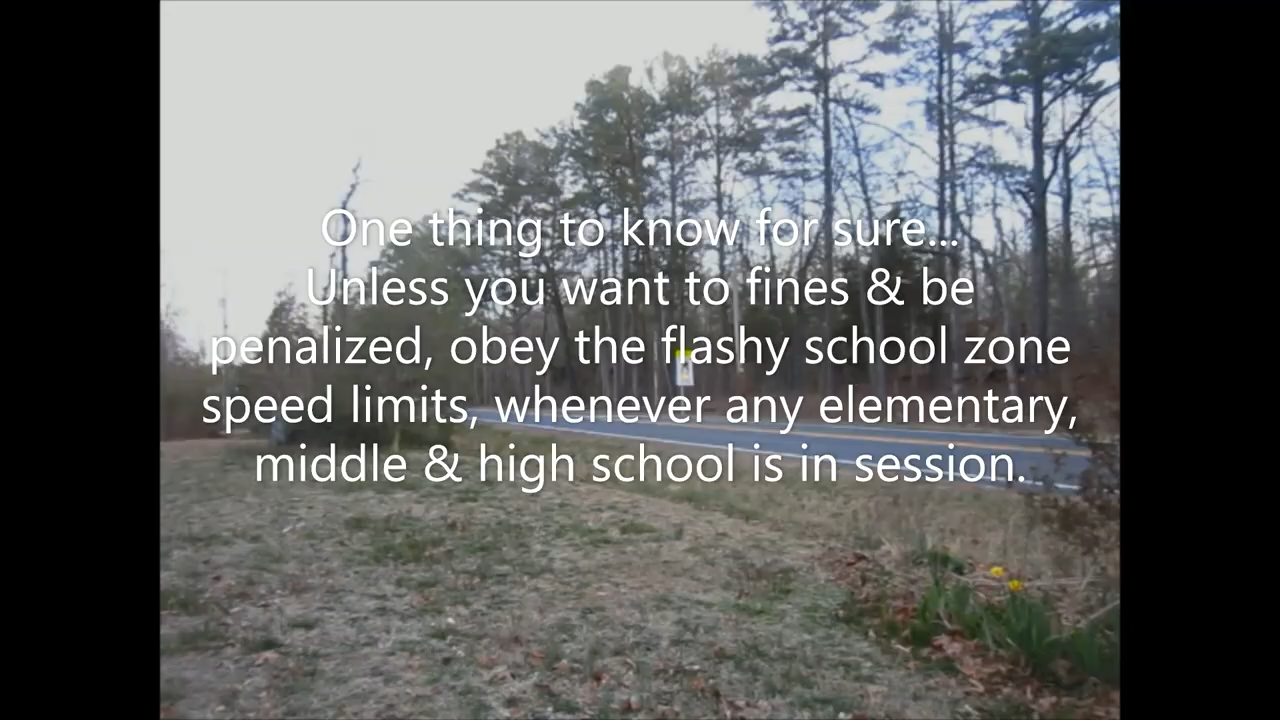 One thing to know for sure...
Unless you want to fines & be
penalized, obey the flashy school zone
speed limits, whenever any elementary,
middle & high school is in session.